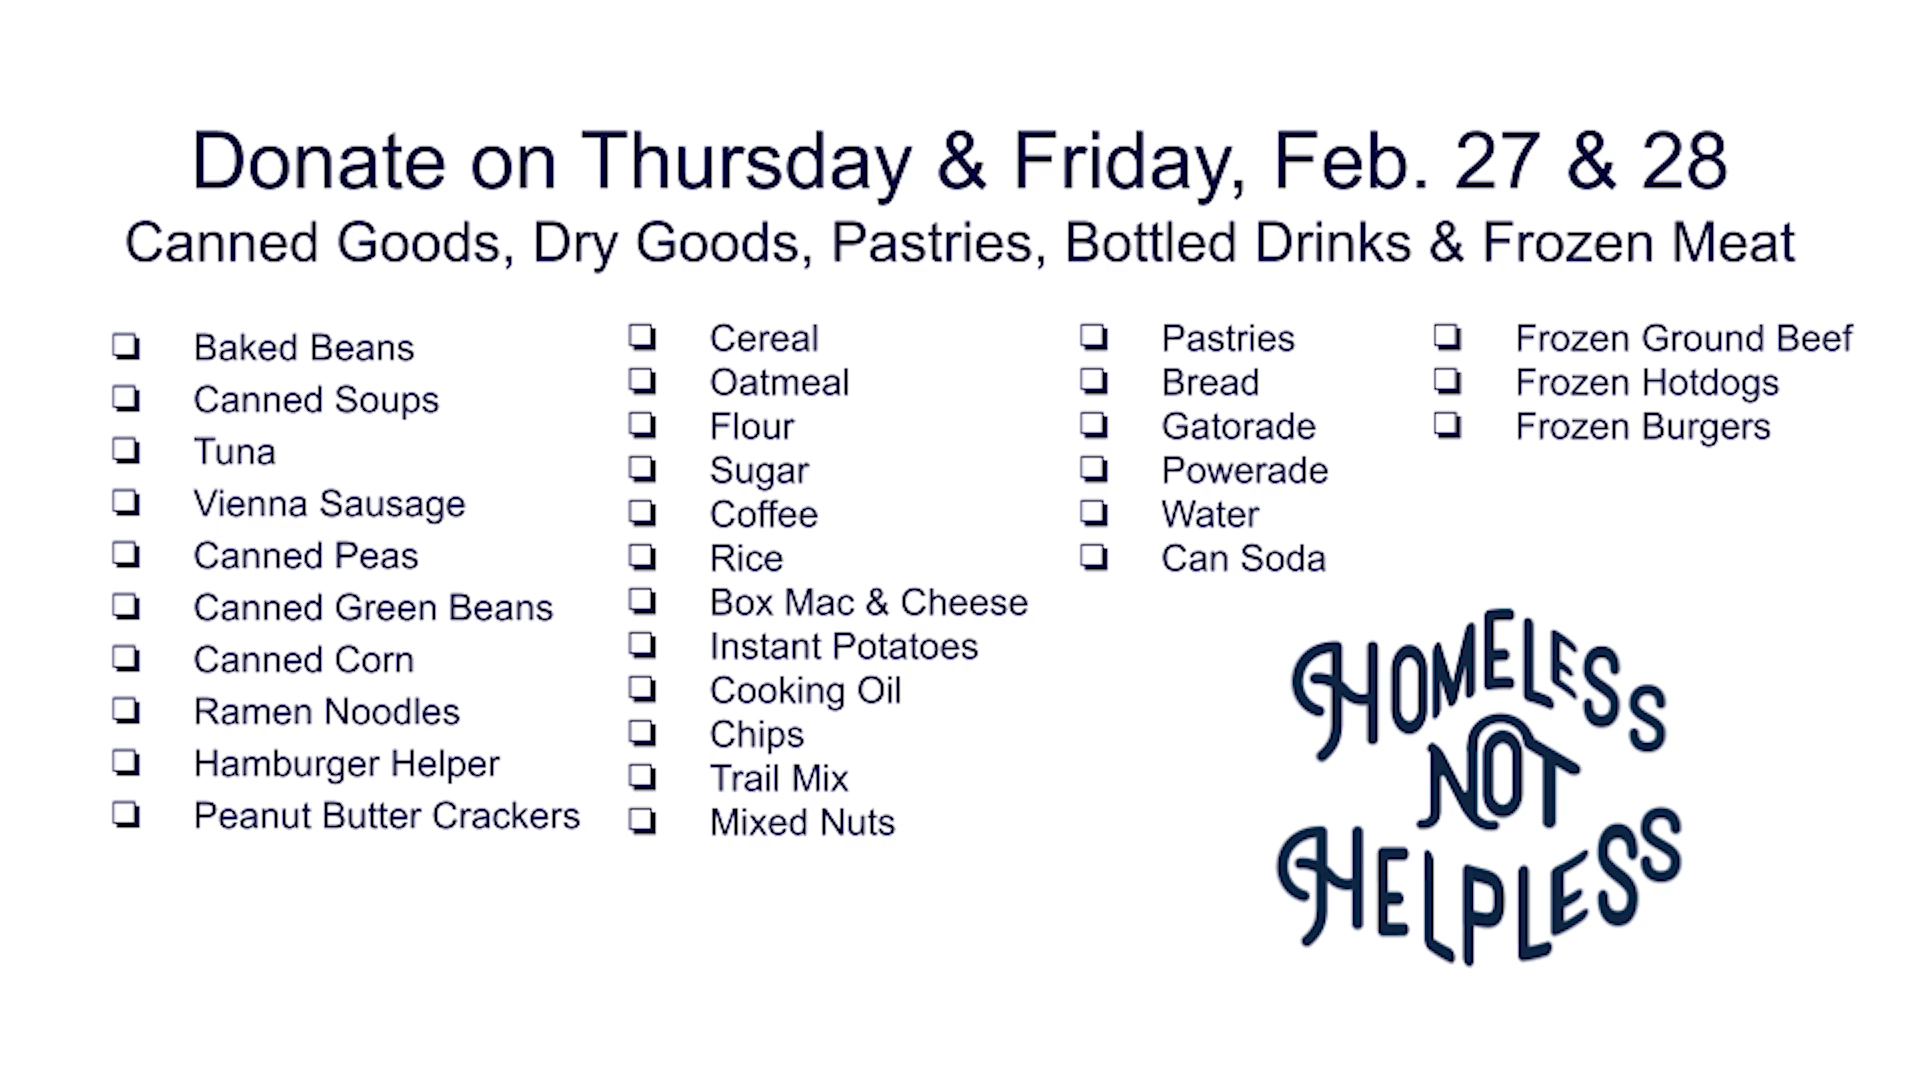 Donate on Thursday & Friday, Feb. 27 & 28
Canned Goods, Dry Goods, Pastries, Bottled Drinks & Frozen Meat
Baked Beans
Canned Soups
Tuna
Vienna Sausage
Canned Peas
Canned Green Beans
Canned Corn
Ramen Noodles
Hamburger Helper
Peanut Butter Crackers
Cereal
Oatmeal
Flour
Sugar
Coffee
Rice
Box Mac & Cheese
Instant Potatoes
Cooking Oil
Chips
Trail Mix
Mixed Nuts
Pastries
Bread
Gatorade
Powerade
Water
Can Soda
Frozen Ground Beef
Frozen Hotdogs
Frozen Burgers
HOMELESS
NOT
HELPLESS